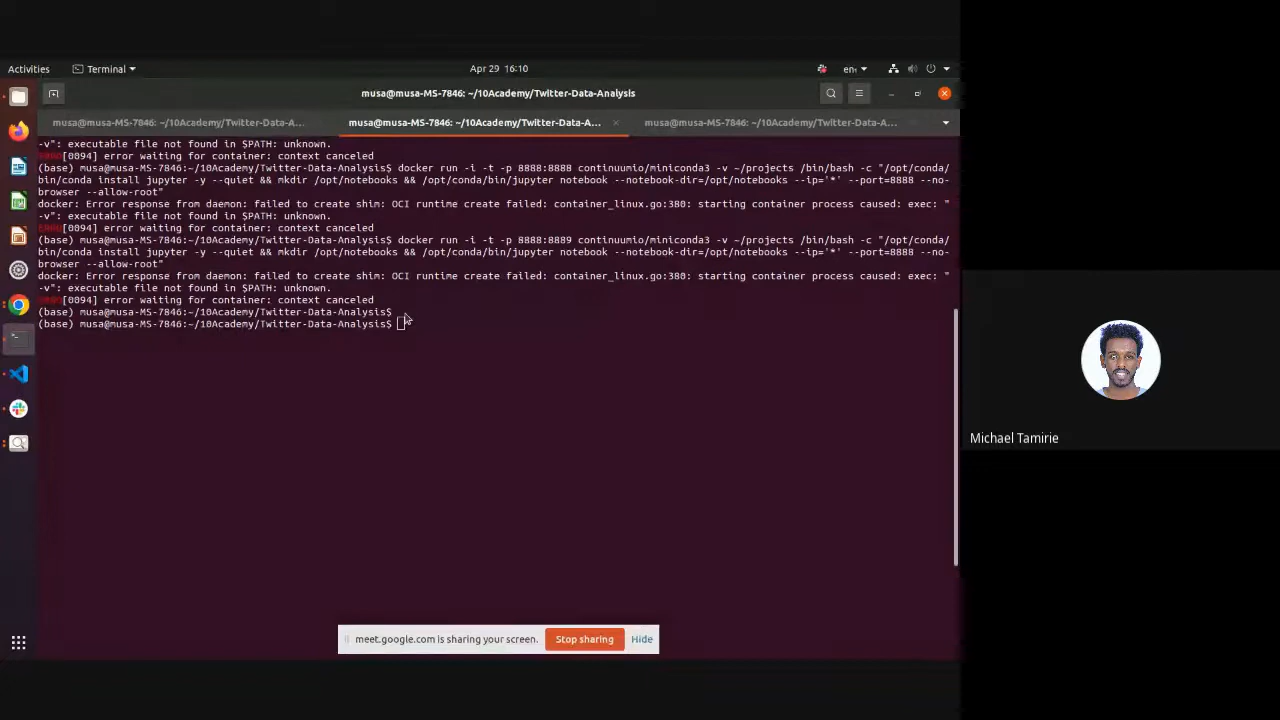 Activities
Terminal
Apr 29 16:10
en
musa@musa-MS-7846: ~/10Academy/Twitter-Data-Analysis
musa@musa-MS-7846: ~/10Academy/Twitter-Data-A...
musa@musa-MS-7846: ~/10Academy/Twitter-Data-A...
musa@musa-MS-7846: ~/10Academy/Twitter-Data-A...
-v": executable file not found in $PATH: unknown.
ERRO[0094] error waiting for container: context canceled
(base) musa@musa-MS-7846:~/10Academy/Twitter-Data-Analysis$ docker run -i -t -p 8888:8888 continuumio/miniconda3 -v ~/projects /bin/bash -c "/opt/conda/
bin/conda install jupyter -y --quiet && mkdir /opt/notebooks && /opt/conda/bin/jupyter notebook --notebook-dir=/opt/notebooks --ip='*' --port=8888 --no-
browser --allow-root"
docker: Error response from daemon: failed to create shim: OCI runtime create failed: container_linux.go:380: starting container process caused: exec: "
-v": executable file not found in $PATH: unknown.
ERRO[0094] error waiting for container: context canceled
(base) musa@musa-MS-7846:~/10Academy/Twitter-Data-Analysis$ docker run -i -t -p 8888:8889 continuumio/miniconda3 -v ~/projects /bin/bash -c "/opt/conda/
bin/conda install jupyter -y --quiet && mkdir /opt/notebooks && /opt/conda/bin/jupyter notebook --notebook-dir=/opt/notebooks --ip='*' --port=8888 --no-
browser --allow-root"
docker: Error response from daemon: failed to create shim: OCI runtime create failed: container_linux.go:380: starting container process caused: exec: "
-v": executable file not found in $PATH: unknown.
ERRO[0094] error waiting for container: context canceled
(base) musa@musa-MS-7846:~/10Academy/Twitter-Data-Analysis$
(base) musa@musa-MS-7846:~/10Academy/Twitter-Data-Analysis$
Michael Tamirie
meet.google.com is sharing your screen.
Stop sharing
Hide